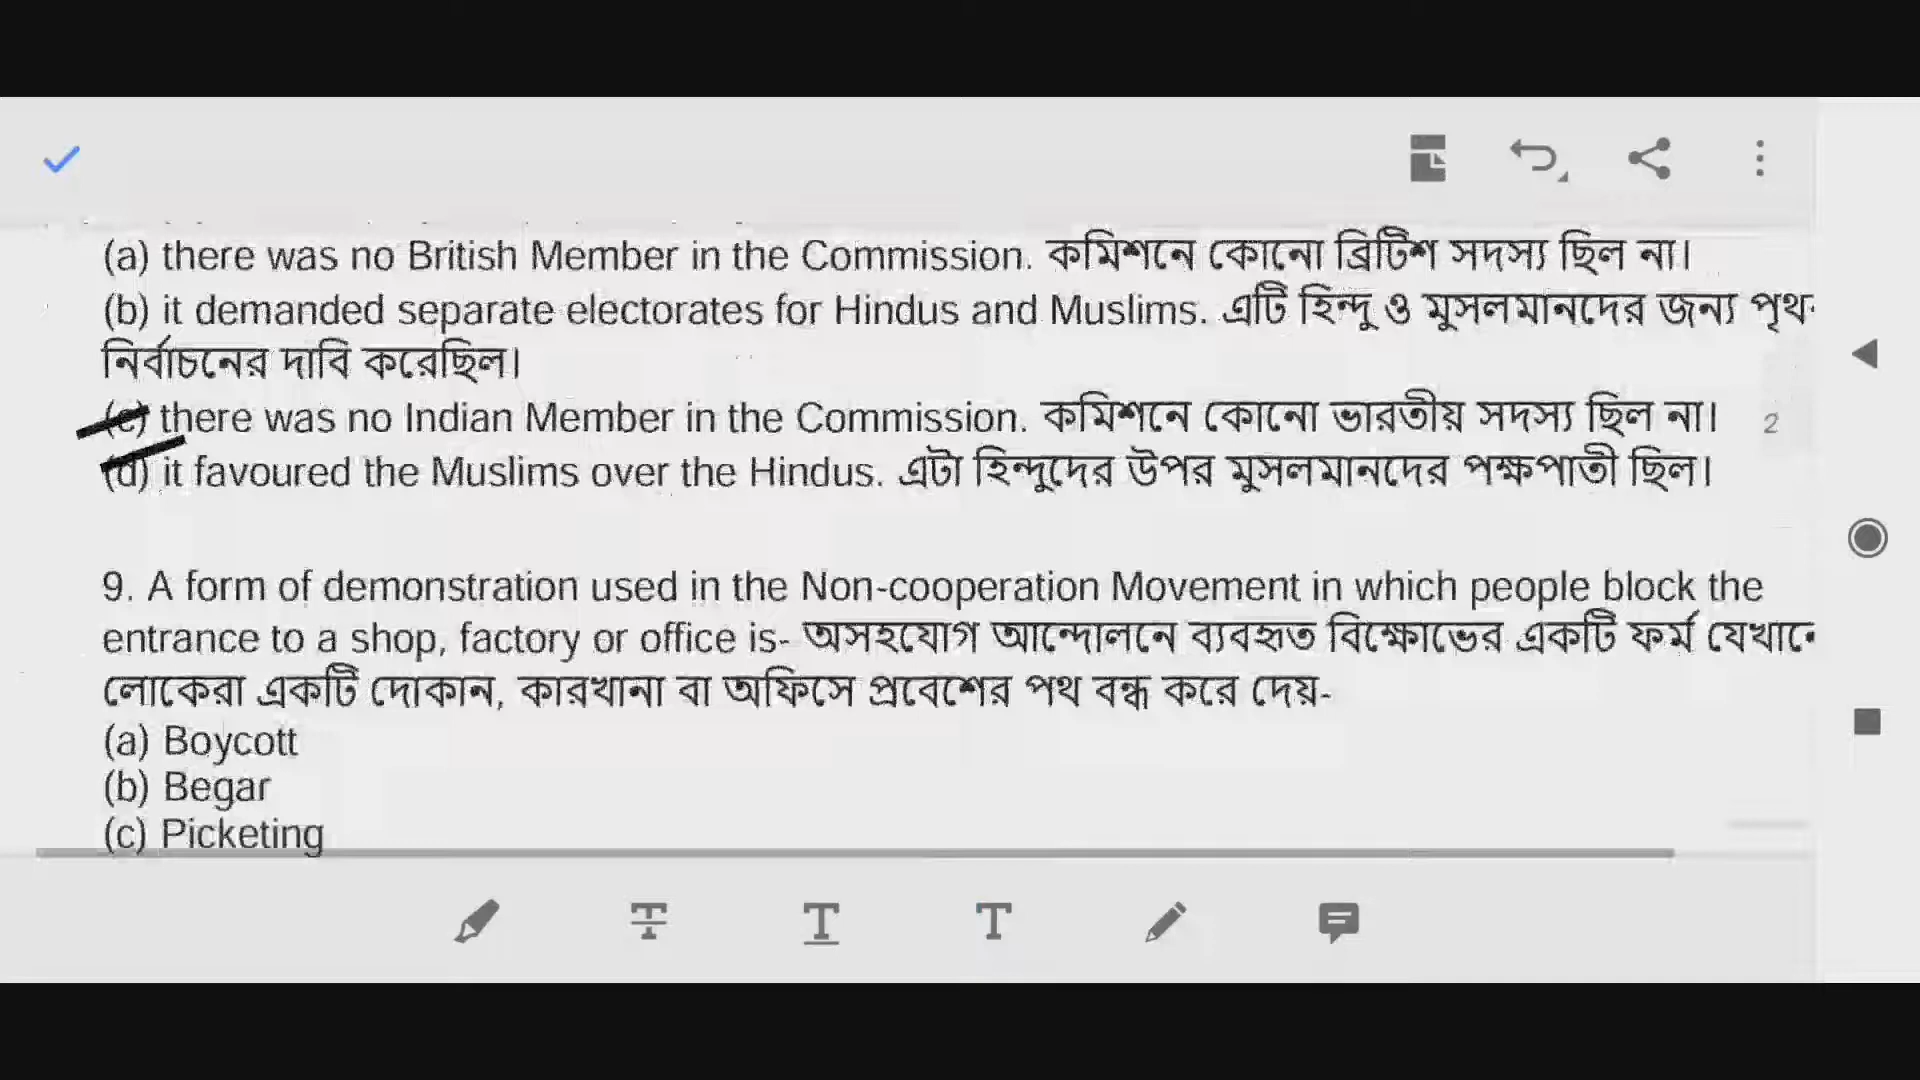 (a) there was no British Member in the Commission. কমিশনে কোনো ব্রিটিশ সদস্য ছিল না।
(b) it demanded separate electorates for Hindus and Muslims. এটি হিন্দু ও মুসলমানদের জন্য পৃথ
নির্বাচনের দাবি করেছিল।
(c) there was no Indian Member in the Commission. কমিশনে কোনো ভারতীয় সদস্য ছিল না।
2
(d) it favoured the Muslims over the Hindus. এটা হিন্দুদের উপর মুসলমানদের পক্ষপাতী ছিল।
9. A form of demonstration used in the Non-cooperation Movement in which people block the
entrance to a shop, factory or office is- অসহযোগ আন্দোলনে ব্যবহৃত বিক্ষোভের একটি ফর্ম যেখানে
লোকেরা একটি দোকান, কারখানা বা অফিসে প্রবেশের পথ বন্ধ করে দেয়-
(a) Boycott
(b) Begar
(c) Picketing